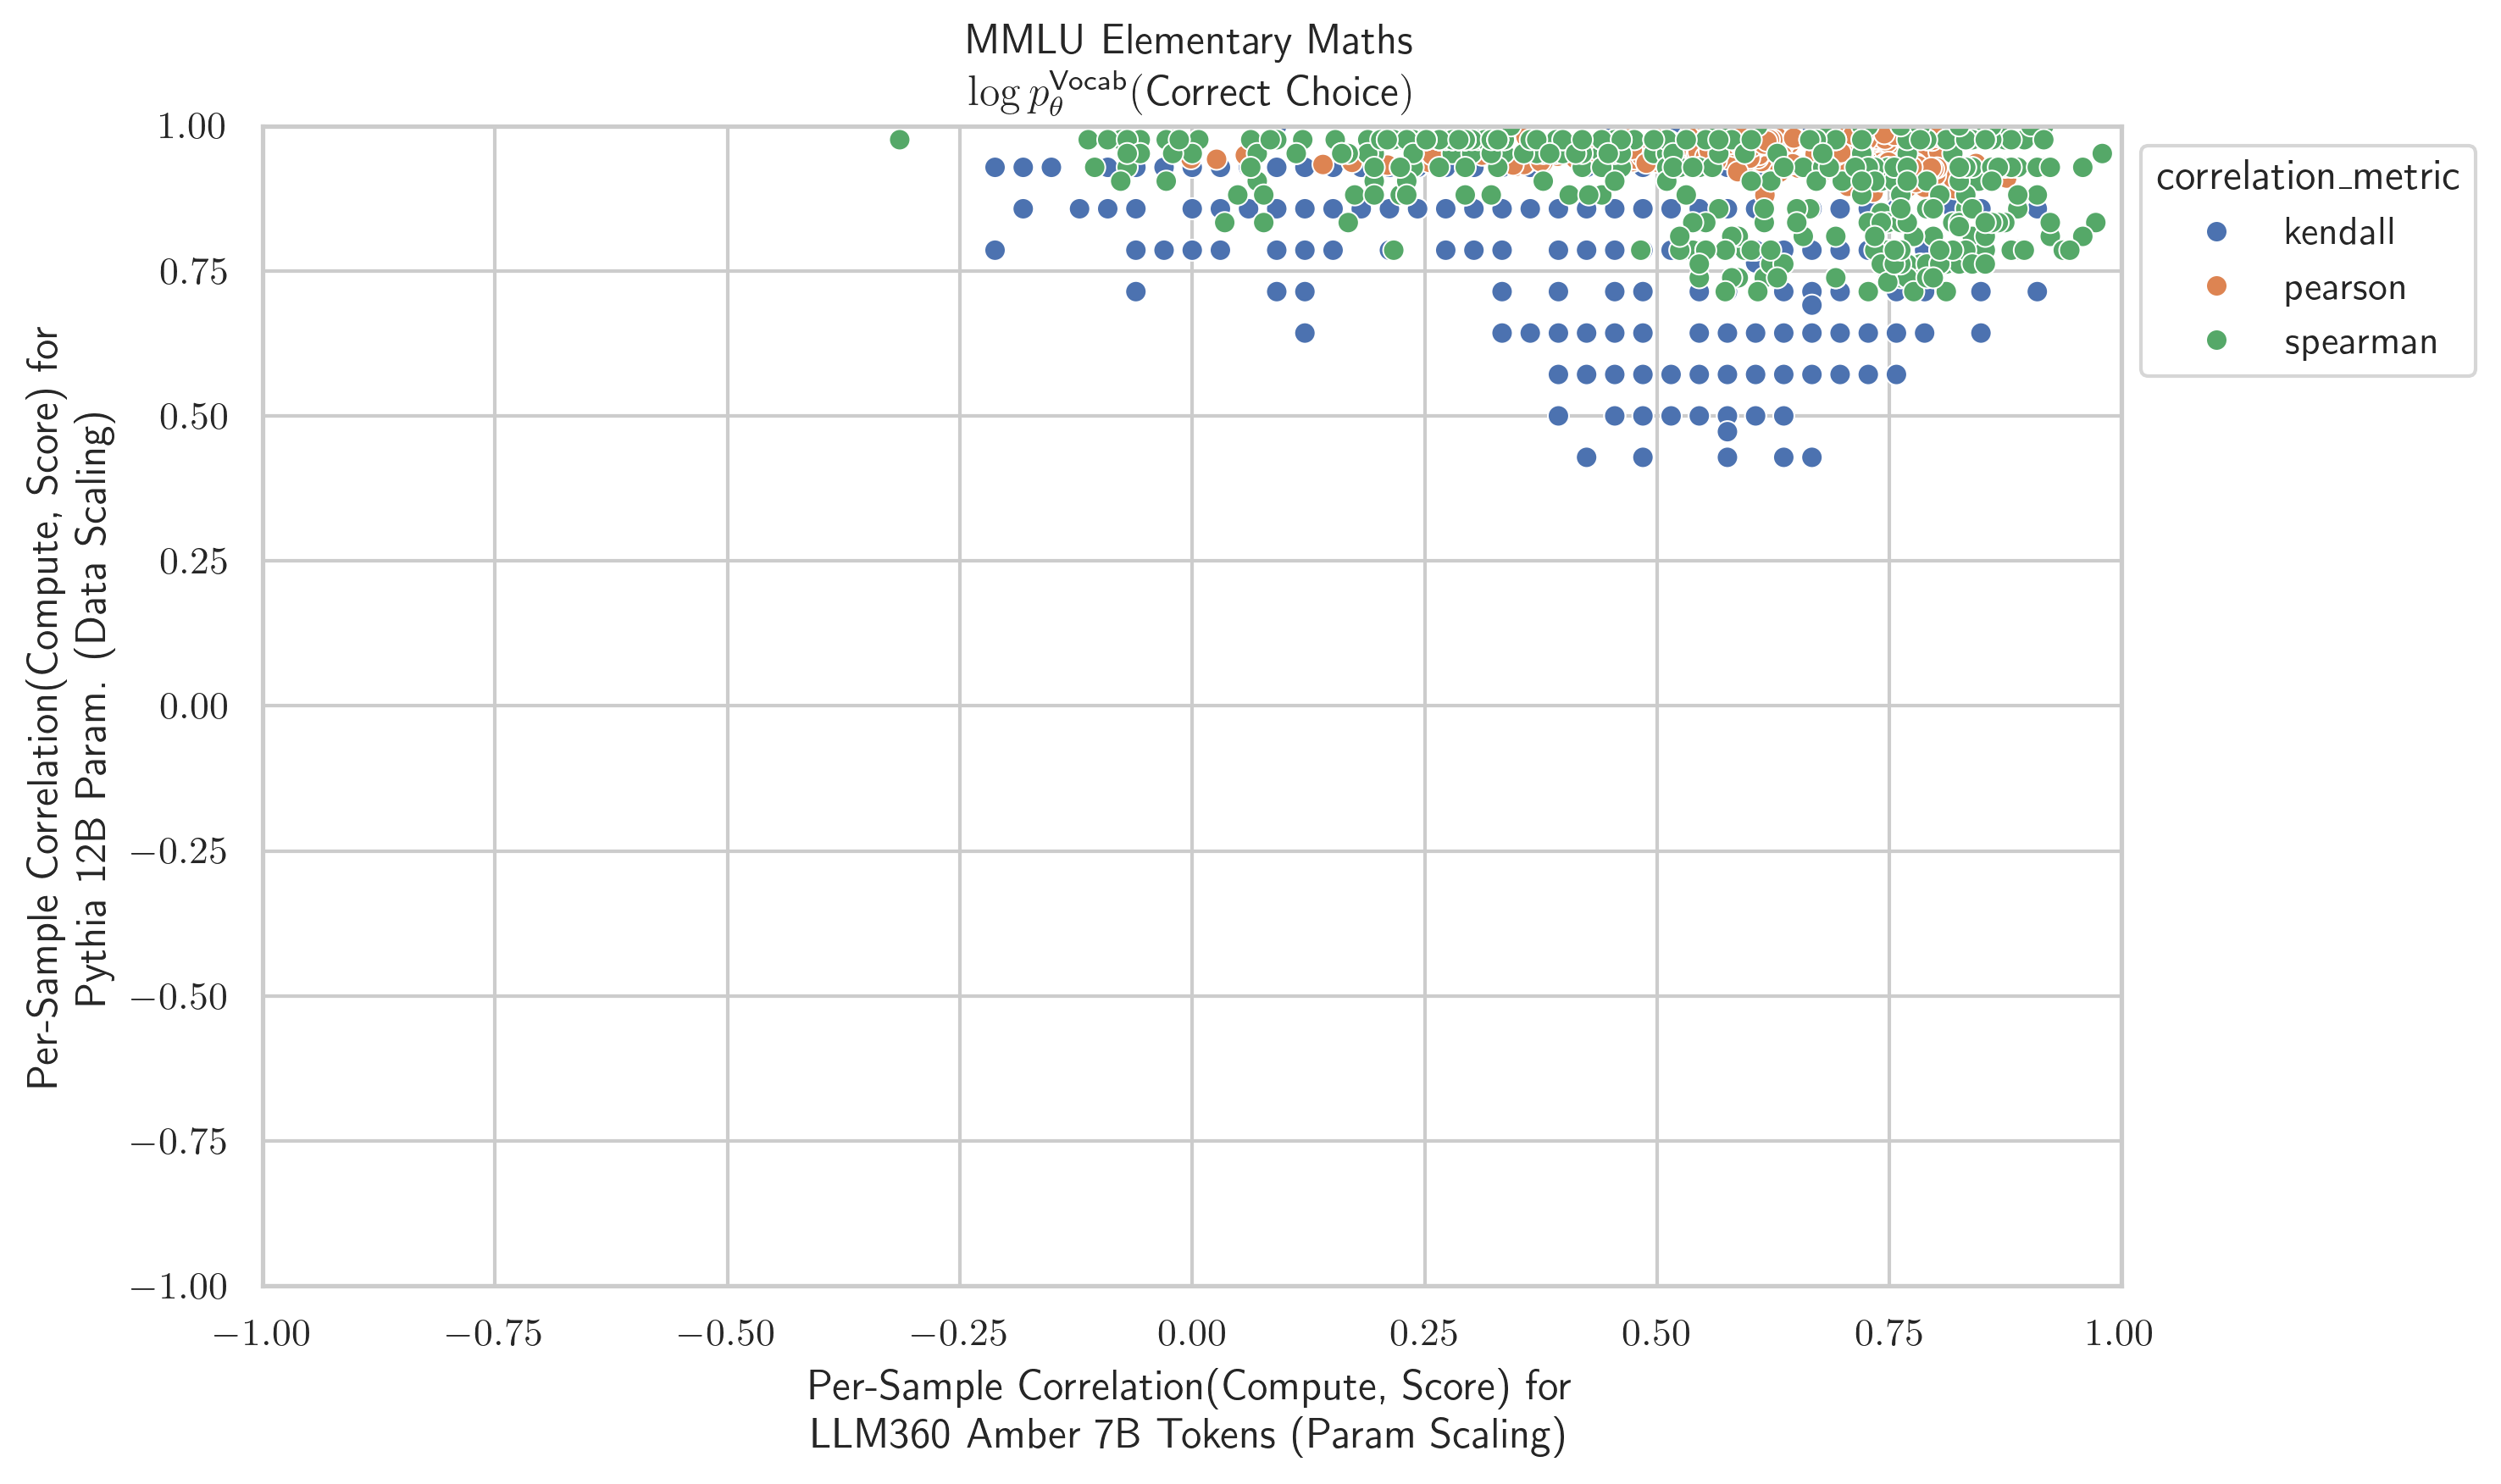 MMLU Elementary Maths
log p_θ^Vocab(Correct Choice)
Per-Sample Correlation(Compute, Score) for
Pythia 12B Param. (Data Scaling)
1.00
0.75
0.50
0.25
0.00
−0.25
−0.50
−0.75
−1.00
−1.00 −0.75 −0.50 −0.25 0.00 0.25 0.50 0.75 1.00
Per-Sample Correlation(Compute, Score) for
LLM360 Amber 7B Tokens (Param Scaling)
correlation_metric
kendall
pearson
spearman